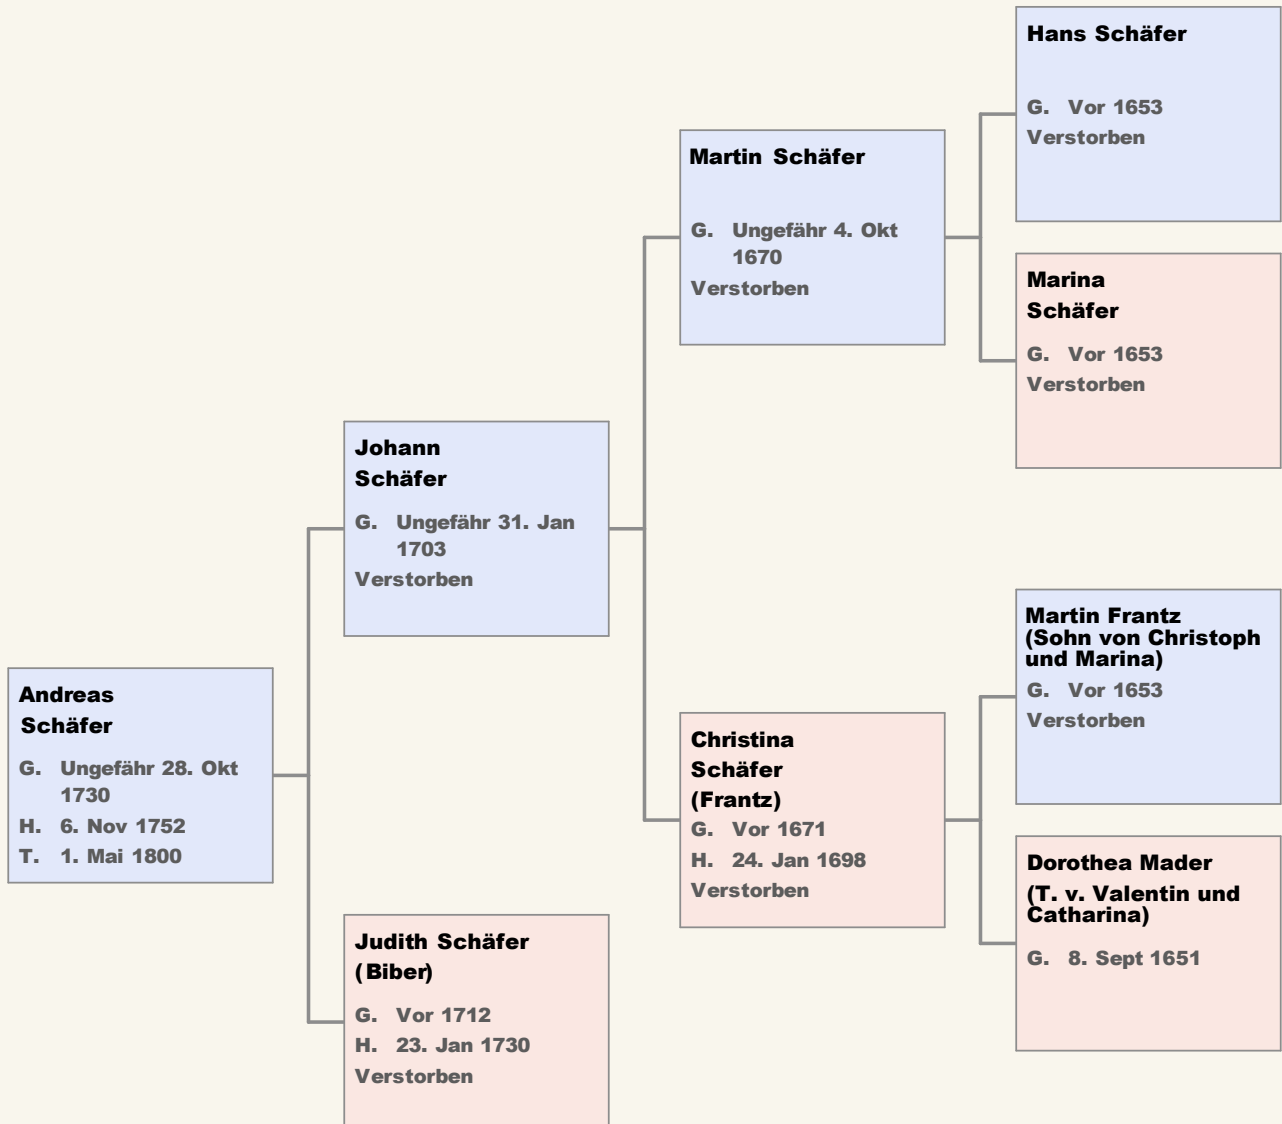 Hans Schäfer
G. Vor 1653
Verstorben
Martin Schäfer
G. Ungefähr 4. Okt
1670
Verstorben
Marina
Schäfer
G. Vor 1653
Verstorben
Johann
Schäfer
G. Ungefähr 31. Jan
1703
Verstorben
Martin Frantz
(Sohn von Christoph
und Marina)
G. Vor 1653
Verstorben
Andreas
Schäfer
G. Ungefähr 28. Okt
1730
H. 6. Nov 1752
T. 1. Mai 1800
Christina
Schäfer
(Frantz)
G. Vor 1671
H. 24. Jan 1698
Verstorben
Dorothea Mader
(T. v. Valentin und
Catharina)
G. 8. Sept 1651
Judith Schäfer
(Biber)
G. Vor 1712
H. 23. Jan 1730
Verstorben